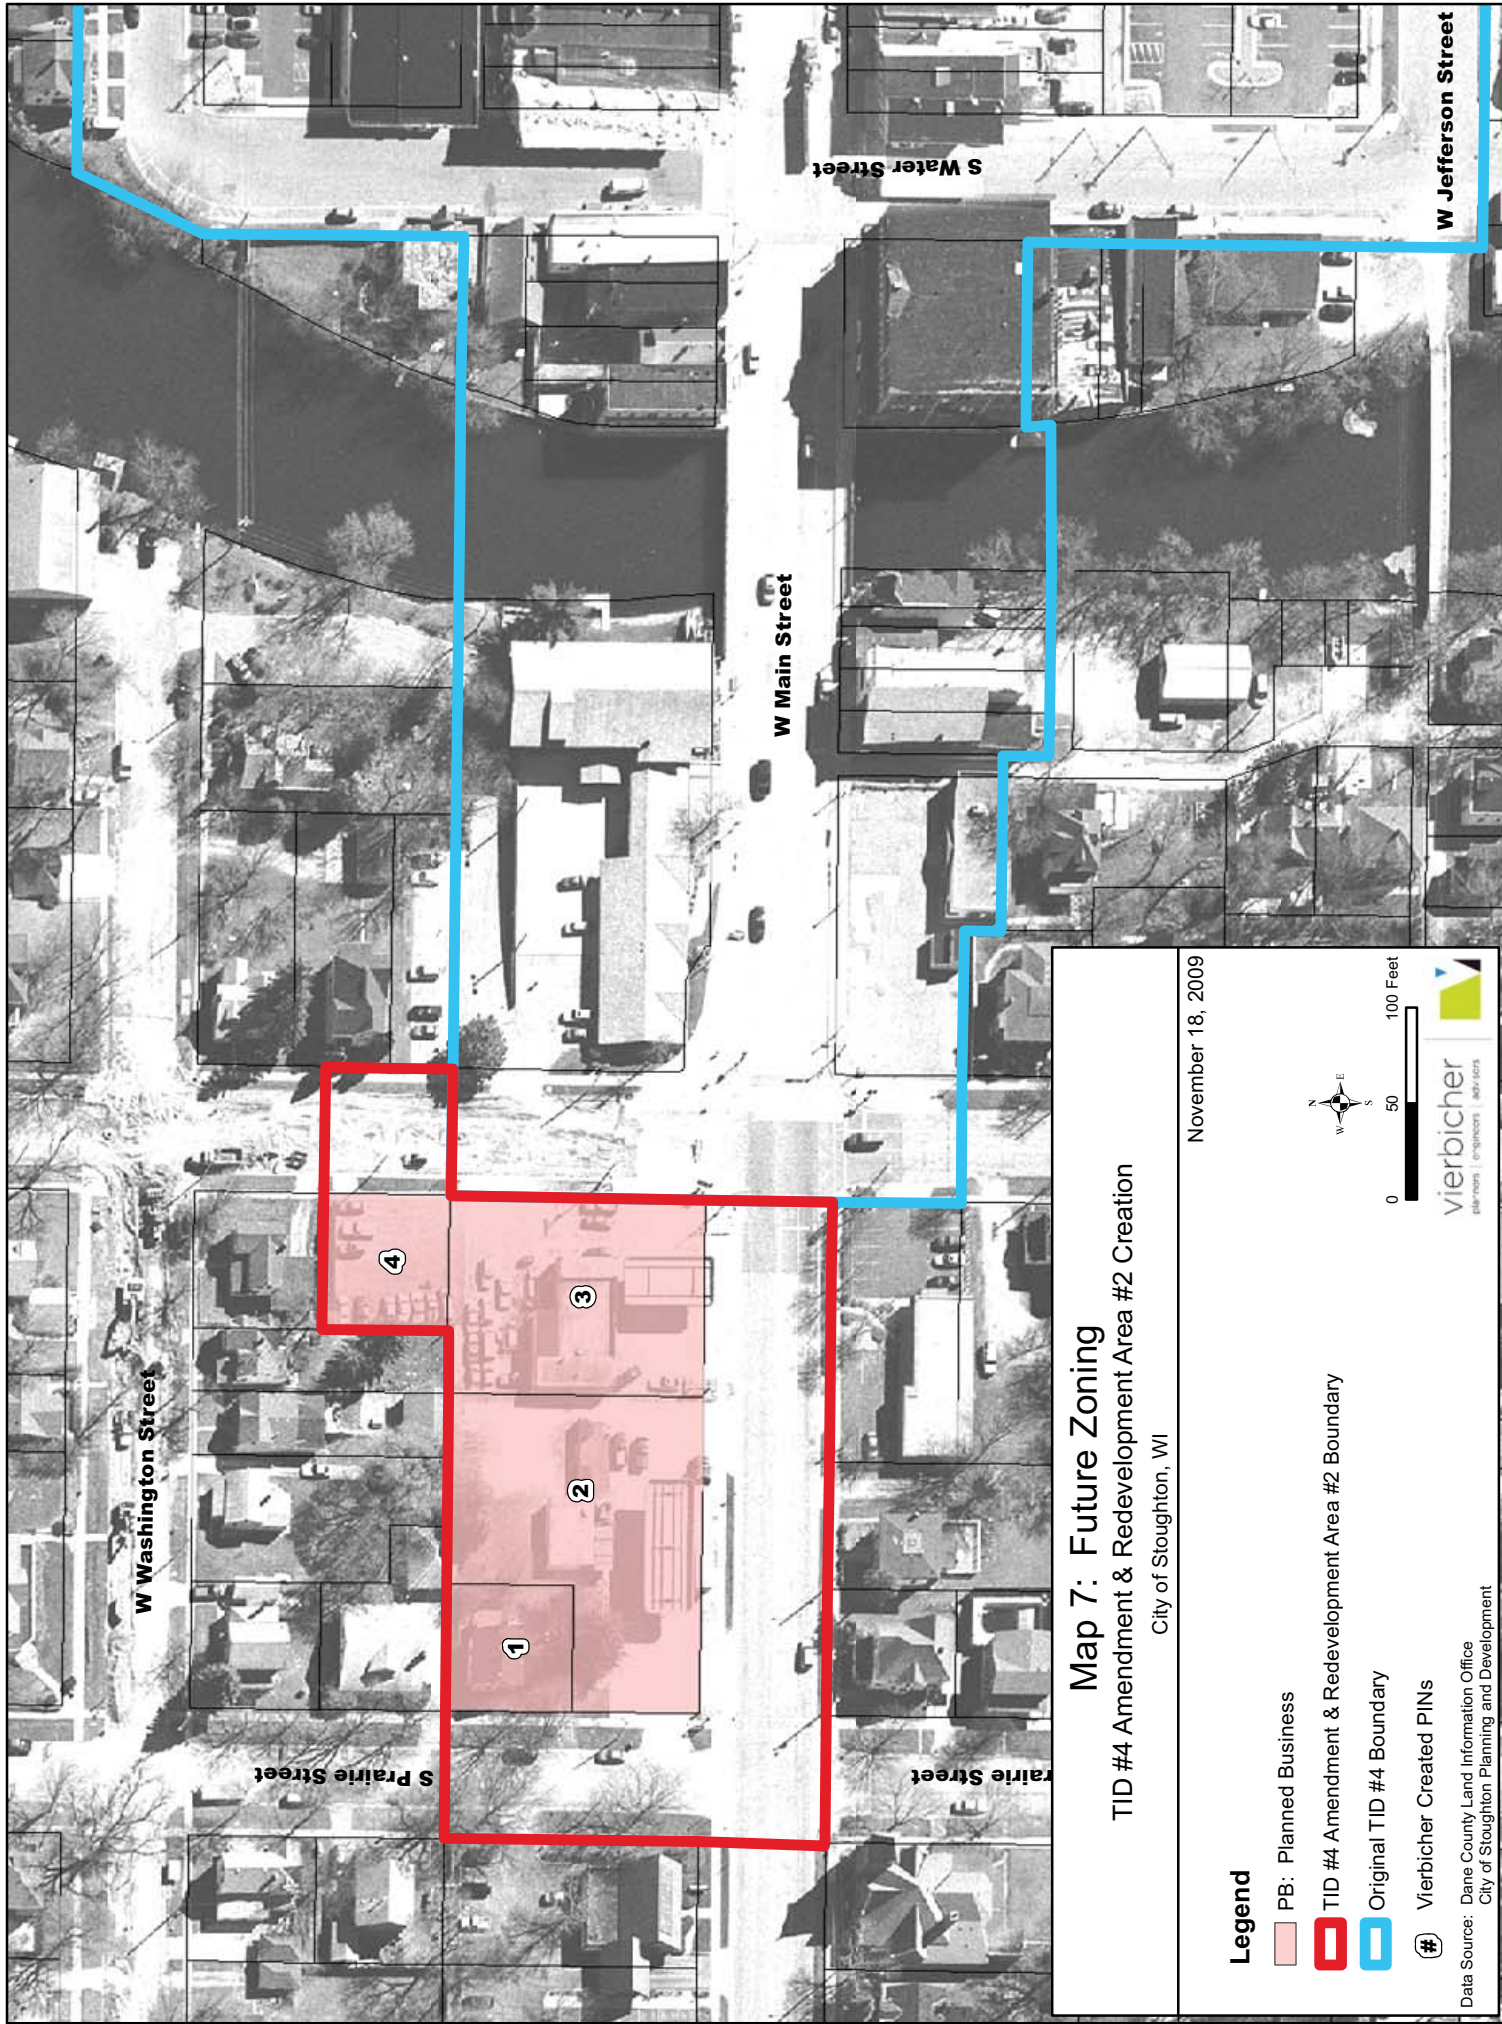 W Washington Street
S Prairie Street
W Main Street
S Water Street
W Jefferson Street
rairie Street
1
2
3
4
Map 7: Future Zoning
TID #4 Amendment & Redevelopment Area #2 Creation
City of Stoughton, WI
November 18, 2009
Legend
PB: Planned Business
TID #4 Amendment & Redevelopment Area #2 Boundary
Original TID #4 Boundary
# Vierbicher Created PINs
Data Source: Dane County Land Information Office
City of Stoughton Planning and Development
N
W E
S
0 50 100 Feet
vierbicher
planners | engineers | advisors